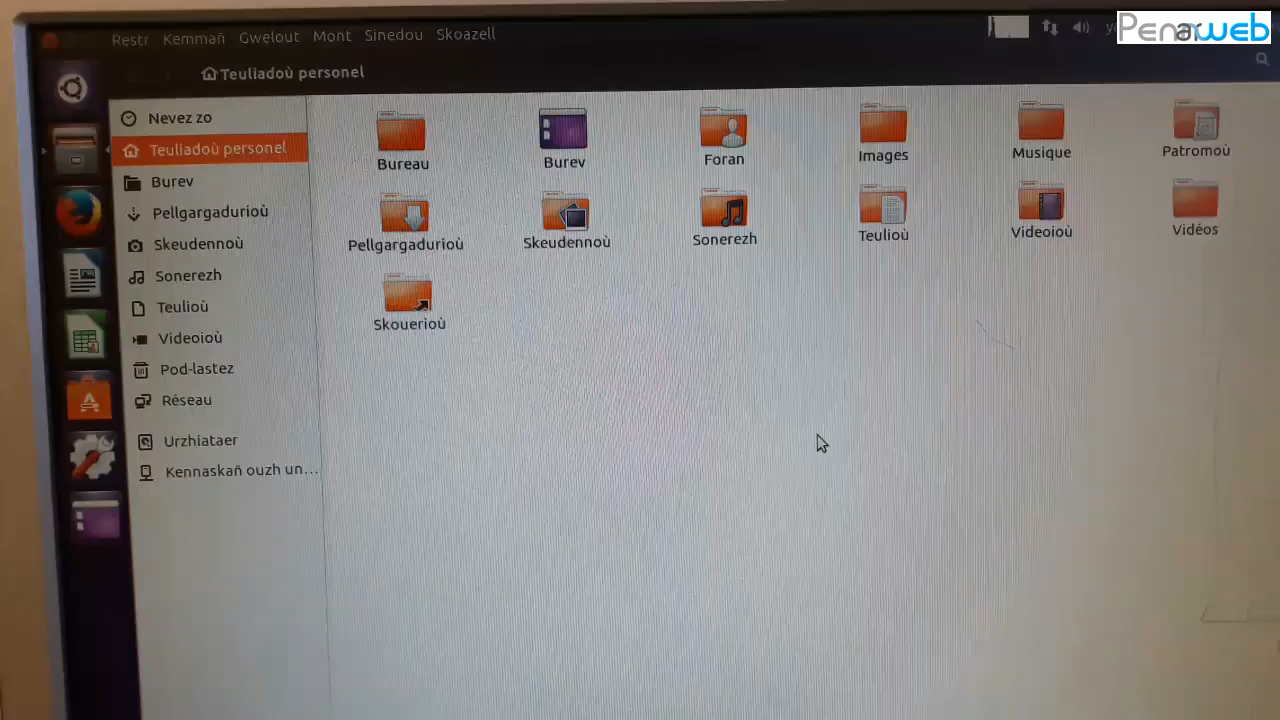 Restr Kemmañ Gwelout Mont Sinedoù Skoazell
Penarweb
Teuliadoù personel
Nevez zo
Teuliadoù personel
Burev
Pellgargadurioù
Skeudennoù
Sonerezh
Teulioù
Videoioù
Pod-lastez
Réseau
Urzhiataer
Kennaskañ ouzh un...
Bureau Burev Foran Images Musique Patromoù
Pellgargadurioù Skeudennoù Sonerezh Teulioù Videoioù Vidéos
Skouerioù